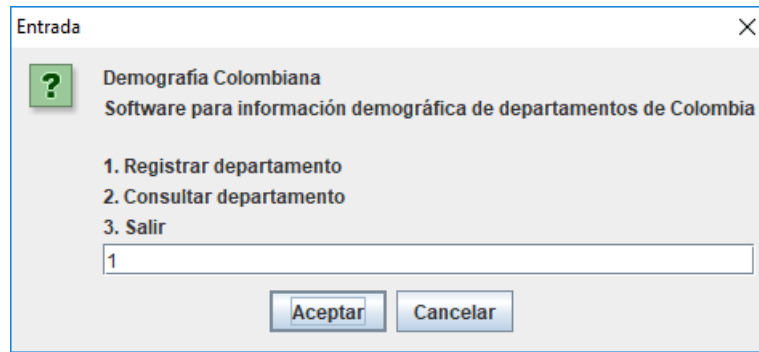 Entrada
Demografía Colombiana
Software para información demográfica de departamentos de Colombia
1. Registrar departamento
2. Consultar departamento
3. Salir
1
Aceptar Cancelar